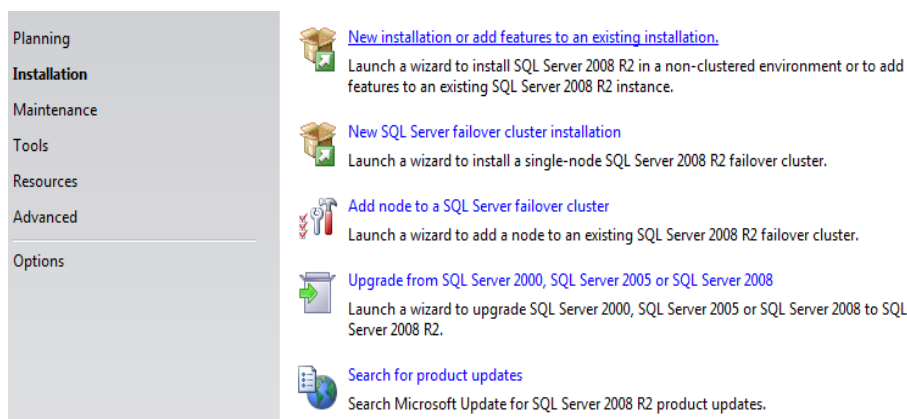 Planning
Installation
Maintenance
Tools
Resources
Advanced
Options
New installation or add features to an existing installation.
Launch a wizard to install SQL Server 2008 R2 in a non-clustered environment or to add
features to an existing SQL Server 2008 R2 instance.
New SQL Server failover cluster installation
Launch a wizard to install a single-node SQL Server 2008 R2 failover cluster.
Add node to a SQL Server failover cluster
Launch a wizard to add a node to an existing SQL Server 2008 R2 failover cluster.
Upgrade from SQL Server 2000, SQL Server 2005 or SQL Server 2008
Launch a wizard to upgrade SQL Server 2000, SQL Server 2005 or SQL Server 2008 to SQL
Server 2008 R2.
Search for product updates
Search Microsoft Update for SQL Server 2008 R2 product updates.